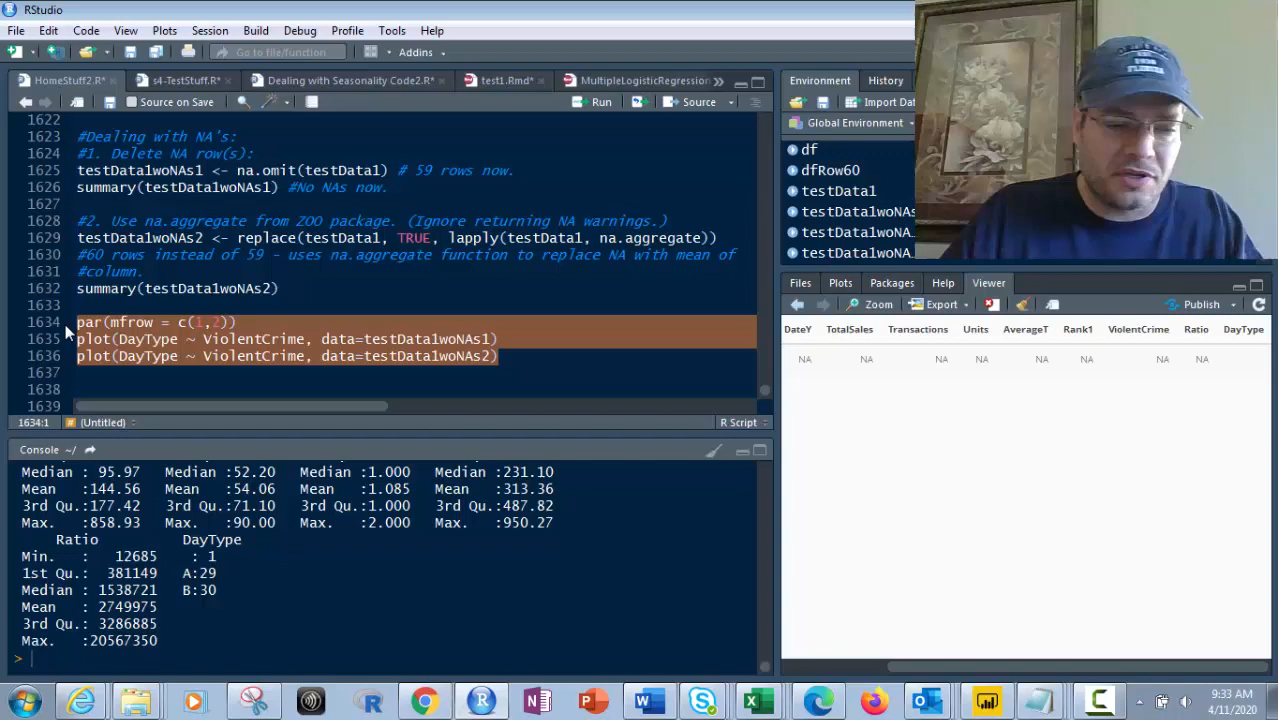 RStudio
File Edit Code View Plots Session Build Debug Profile Tools Help
Go to file/function Addins
HomeStuff2.R* s4-TestStuff.R* Dealing with Seasonality Code2.R* test1.Rmd* MultipleLogisticRegression
Source on Save Run Source
1622
1623 #Dealing with NA's:
1624 #1. Delete NA row(s):
1625 testData1woNAs1 <- na.omit(testData1) # 59 rows now.
1626 summary(testData1woNAs1) #No NAs now.
1627
1628 #2. Use na.aggregate from ZOO package. (Ignore returning NA warnings.)
1629 testData1woNAs2 <- replace(testData1, TRUE, lapply(testData1, na.aggregate))
1630 #60 rows instead of 59 - uses na.aggregate function to replace NA with mean of
1631 #column.
1632 summary(testData1woNAs2)
1633
1634 par(mfrow = c(1,2))
1635 plot(DayType ~ ViolentCrime, data=testData1woNAs1)
1636 plot(DayType ~ ViolentCrime, data=testData1woNAs2)
1637
1638
1639
1634:1 # (Untitled) R Script
Console ~/
Median : 95.97 Median :52.20 Median :1.000 Median :231.10
Mean :144.56 Mean :54.06 Mean :1.085 Mean :313.36
3rd Qu.:177.42 3rd Qu.:71.10 3rd Qu.:1.000 3rd Qu.:487.82
Max. :858.93 Max. :90.00 Max. :2.000 Max. :950.27
Ratio DayType
Min. : 12685 : 1
1st Qu.: 381149 A:29
Median : 1538721 B:30
Mean : 2749975
3rd Qu.: 3286885
Max. :20567350
>
Environment History
Import Dat
Global Environment
df
dfRow60
testData1
testData1woNAs
testData1woNAs
testData1woNAs
Files Plots Packages Help Viewer
Zoom Export Publish
DateY TotalSales Transactions Units AverageT Rank1 ViolentCrime Ratio DayType
NA NA NA NA NA NA NA NA
9:33 AM
4/11/2020